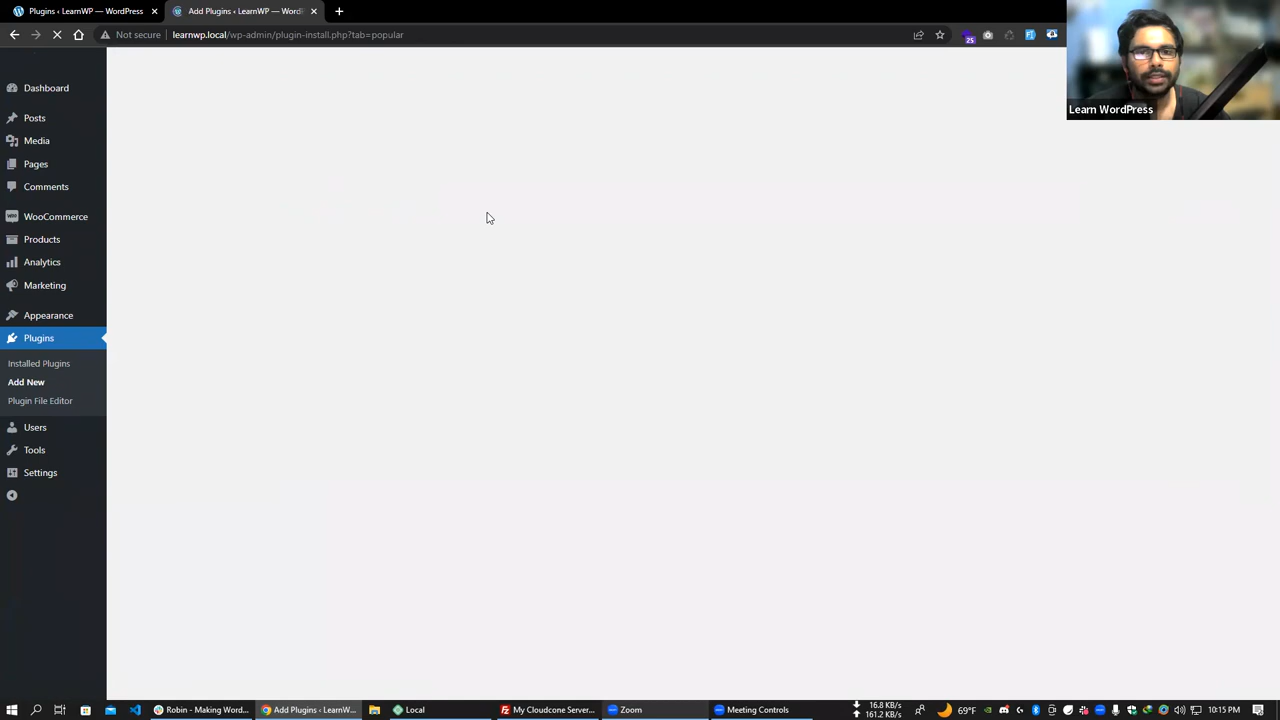 Plugins ‹ LearnWP — WordPress
Add Plugins ‹ LearnWP — WordP
Not secure
learnwp.local/wp-admin/plugin-install.php?tab=popular
25
Learn WordPress
Dashboard
Posts
Media
Pages
Comments
WooCommerce
Products
Analytics
Marketing
Appearance
Plugins
Installed Plugins
Add New
Plugin File Editor
Users
Tools
Settings
Robin - Making Word...
Add Plugins ‹ LearnW...
Local
My Cloudcone Server...
Zoom
Meeting Controls
16.8 KB/s
161.2 KB/s
69°F
10:15 PM